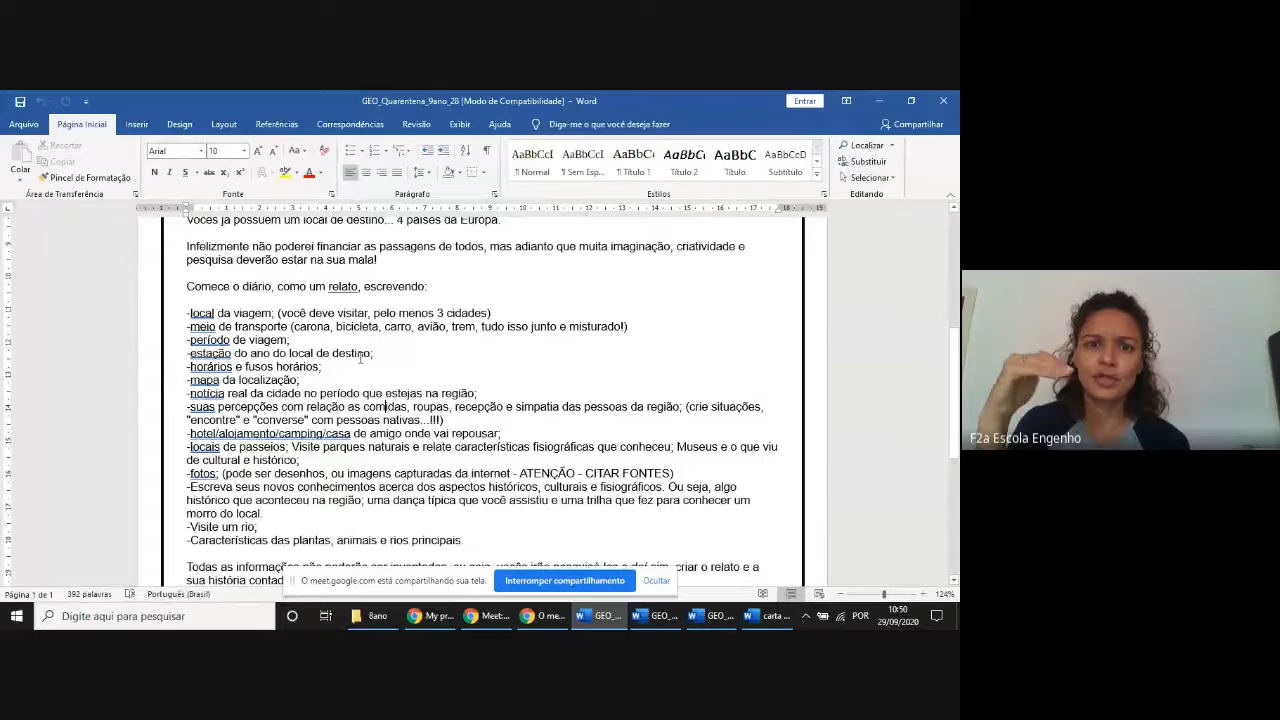 GEO_Quarentena_9ano_28 [Modo de Compatibilidade] - Word
Entrar
Arquivo Página Inicial Inserir Design Layout Referências Correspondências Revisão Exibir Ajuda Diga-me o que você deseja fazer Compartilhar
Colar
Recortar
Copiar
Pincel de Formatação
Área de Transferência
Arial 10
N I S
Fonte
Parágrafo
AaBbCcI AaBbCcI AaBbCc AaBbC AaBbC AaBbCcD
¶ Normal ¶ Sem Esp... ¶ Título 1 Título 2 Título Subtítulo
Estilos
Localizar
Substituir
Selecionar
Editando
Vocês já possuem um local de destino... 4 países da Europa.
Infelizmente não poderei financiar as passagens de todos, mas adianto que muita imaginação, criatividade e
pesquisa deverão estar na sua mala!
Comece o diário, como um relato, escrevendo:
-local da viagem; (você deve visitar, pelo menos 3 cidades)
-meio de transporte (carona, bicicleta, carro, avião, trem, tudo isso junto e misturado!)
-período de viagem;
-estação do ano do local de destino;
-horários e fusos horários;
-mapa da localização;
-notícia real da cidade no período que estejas na região;
-suas percepções com relação as comidas, roupas, recepção e simpatia das pessoas da região; (crie situações,
"encontre" e "converse" com pessoas nativas...!!!)
-hotel/alojamento/camping/casa de amigo onde vai repousar;
-locais de passeios; Visite parques naturais e relate características fisiográficas que conheceu; Museus e o que viu
de cultural e histórico;
-fotos; (pode ser desenhos, ou imagens capturadas da internet - ATENÇÃO - CITAR FONTES)
-Escreva seus novos conhecimentos acerca dos aspectos históricos, culturais e fisiográficos. Ou seja, algo
histórico que aconteceu na região; uma dança típica que você assistiu e uma trilha que fez para conhecer um
morro do local.
-Visite um rio;
-Características das plantas, animais e rios principais.
criar o relato e a
sua história
O meet.google.com está compartilhando sua tela.
Interromper compartilhamento
Ocultar
Página 1 de 1 392 palavras Português (Brasil) 124%
Digite aqui para pesquisar
8ano My pr... Meet: O me... GEO_... GEO_... GEO_... carta ...
POR
10:50
29/09/2020
F2a Escola Engenho